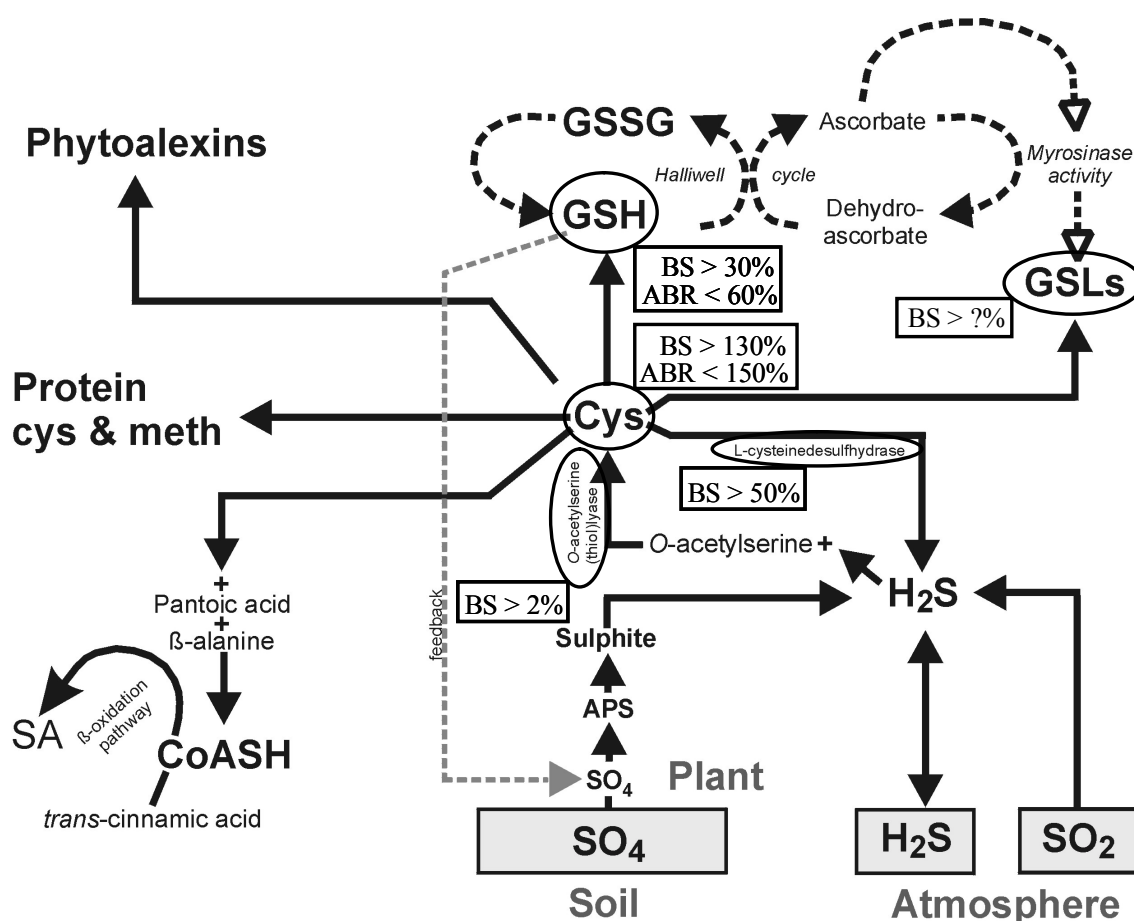 Phytoalexins
GSSG
Ascorbate
Halliwell
cycle
Myrosinase
activity
GSH
Dehydro-
ascorbate
BS > 30%
ABR < 60%
GSLs
BS > ?%
BS > 130%
ABR < 150%
Protein
cys & meth
Cys
L-cysteinedesulfhydrase
BS > 50%
O-acetylserine
(thiol)lyase
O-acetylserine +
H₂S
BS > 2%
feedback
Sulphite
+
Pantoic acid
+
ß-alanine
APS
SA
ß-oxidation
pathway
CoASH
trans-cinnamic acid
SO₄
Plant
SO₄
H₂S
SO₂
Soil
Atmosphere